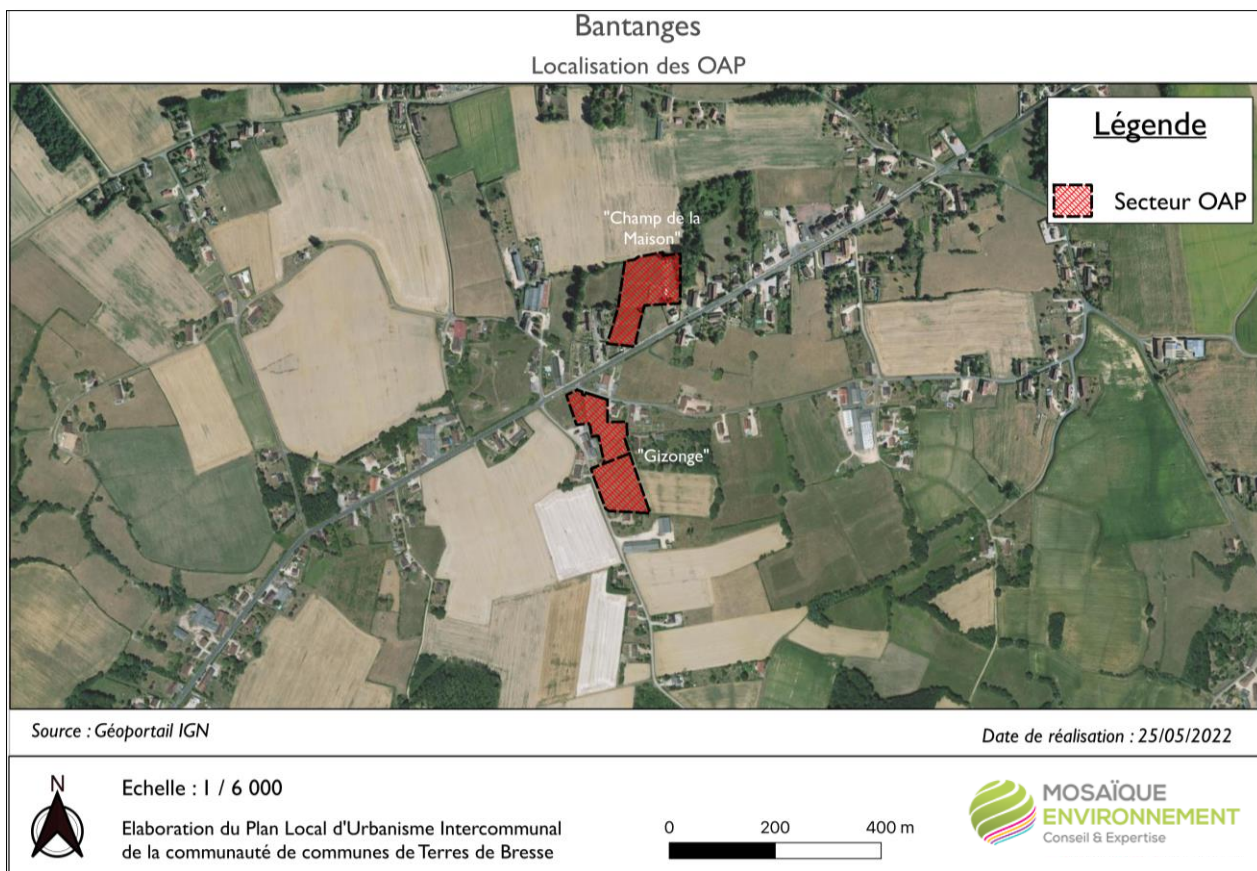 Bantanges
Localisation des OAP
Légende
Secteur OAP
"Champ de la
Maison"
"Gizonge"
Source : Géoportail IGN
Date de réalisation : 25/05/2022
N
Echelle : 1 / 6 000
Elaboration du Plan Local d'Urbanisme Intercommunal
de la communauté de communes de Terres de Bresse
0 200 400 m
MOSAÏQUE
ENVIRONNEMENT
Conseil & Expertise